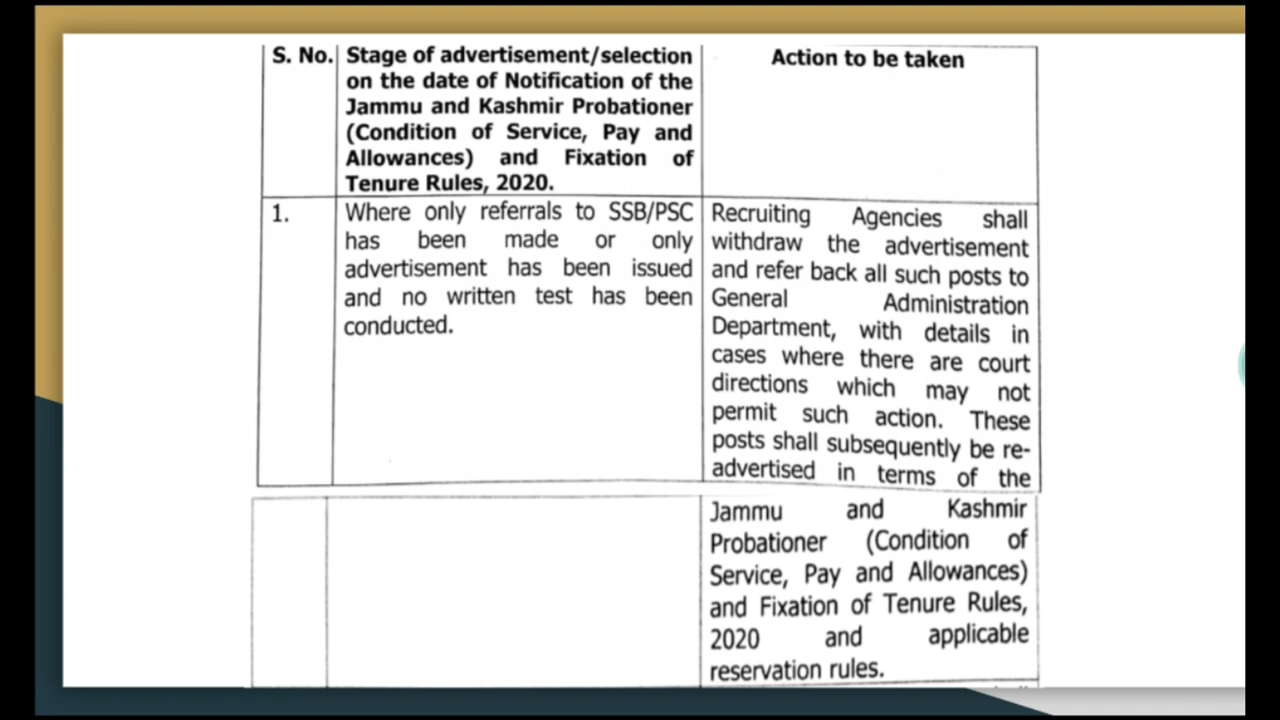 S. No.
Stage of advertisement/selection
on the date of Notification of the
Jammu and Kashmir Probationer
(Condition of Service, Pay and
Allowances) and Fixation of
Tenure Rules, 2020.
Action to be taken
1.
Where only referrals to SSB/PSC
has been made or only
advertisement has been issued
and no written test has been
conducted.
Recruiting Agencies shall
withdraw the advertisement
and refer back all such posts to
General Administration
Department, with details in
cases where there are court
directions which may not
permit such action. These
posts shall subsequently be re-
advertised in terms of the
Jammu and Kashmir
Probationer (Condition of
Service, Pay and Allowances)
and Fixation of Tenure Rules,
2020 and applicable
reservation rules.